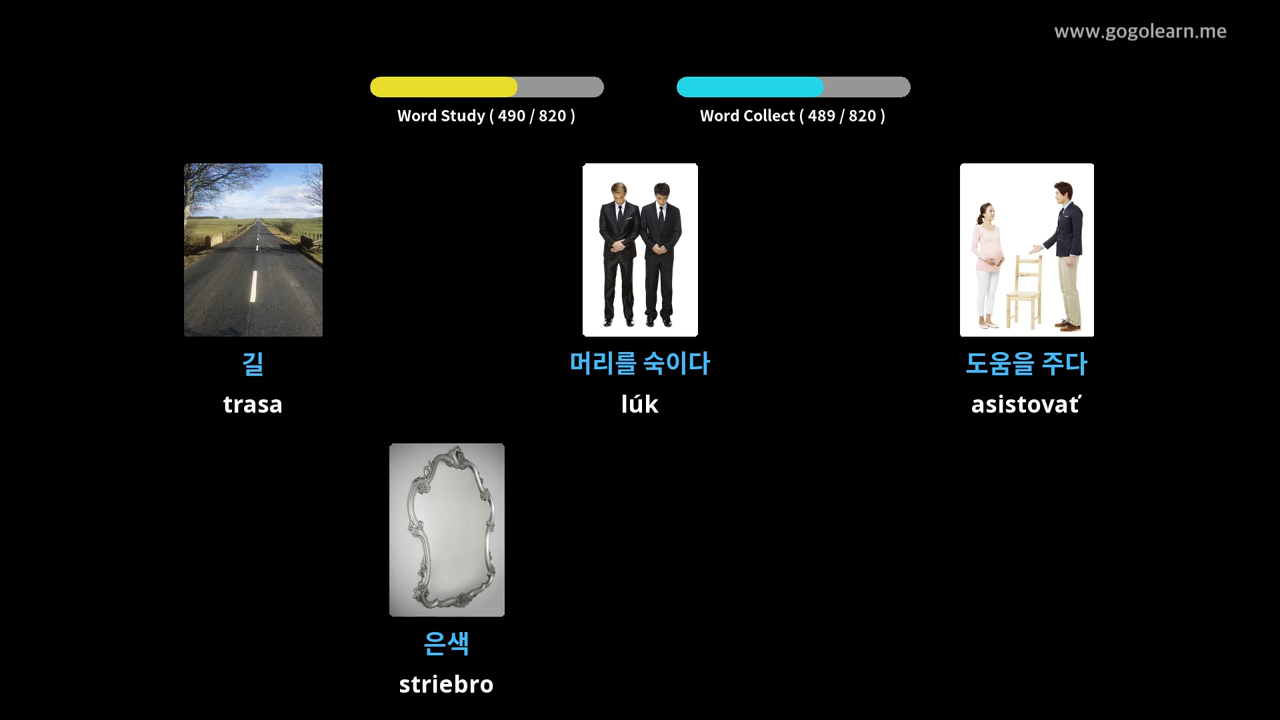 www.gogolearn.me
Word Study ( 490 / 820 )
Word Collect ( 489 / 820 )
길
trasa
머리를 숙이다
lúk
도움을 주다
asistovať
은색
striebro